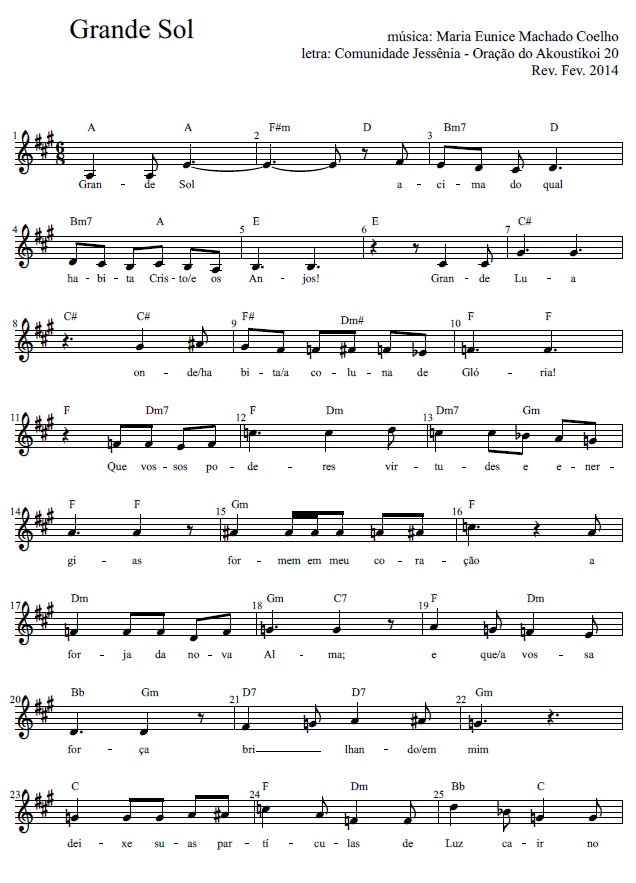 Grande Sol
música: Maria Eunice Machado Coelho
letra: Comunidade Jessênia - Oração do Akoustikoi 20
Rev. Fev. 2014
1 A A 2 F#m D 3 Bm7 D
6 8
Gran - de Sol a - ci - ma do qual
4 Bm7 A 5 E 6 E 7 C#
ha - bi - ta Cris-to/e os An - jos! Gran - de Lu - a
8 C# C# 9 F# Dm# 10 F F
on - de/ha bi - ta/a co - lu - na de Gló - ria!
11 F Dm7 12 F Dm 13 Dm7 Gm
Que vos - sos po - de - res vir - tu - des e e - ner -
14 F F 15 Gm 16 F
gi - as for - mem em meu co - ra - ção a
17 Dm 18 Gm C7 19 F Dm
for - ja da no - va Al - ma; e que/a vos - sa
20 Bb Gm 21 D7 D7 22 Gm
for - ça bri lhan - do/em mim
23 C 24 F Dm 25 Bb C
dei - xe su - as par - tí - cu - las de Luz ca - ir no